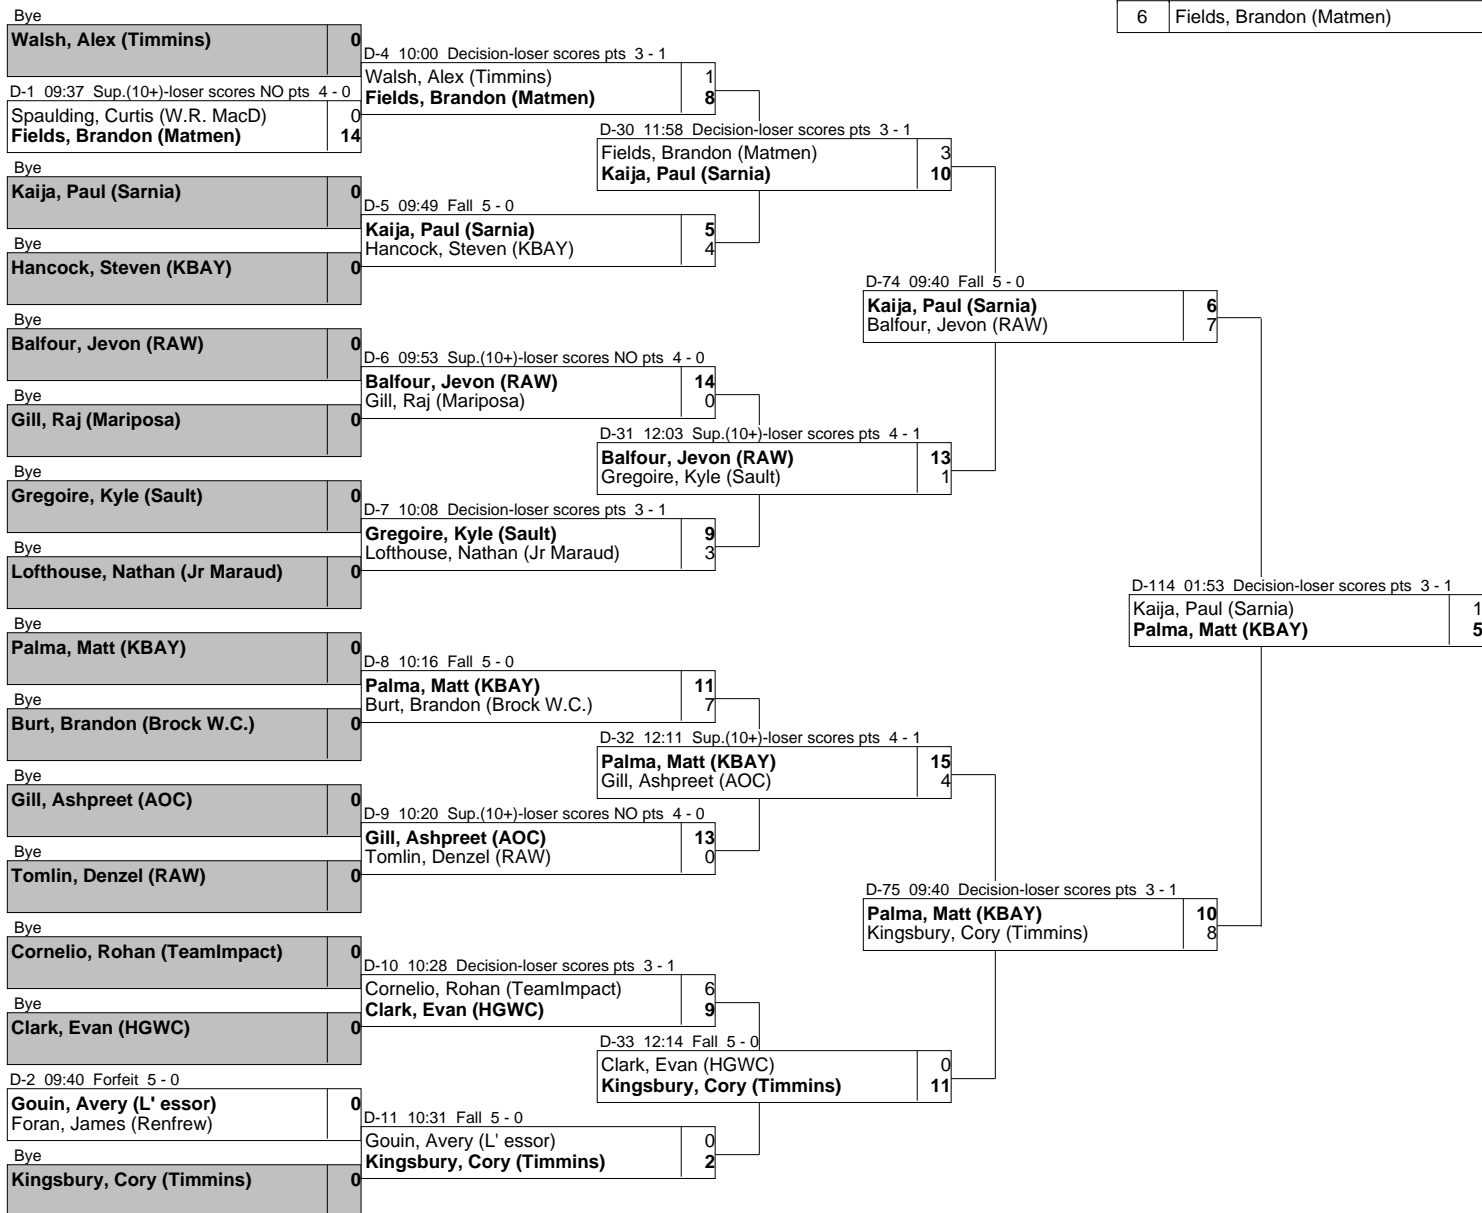 6 Fields, Brandon (Matmen)
Bye
Walsh, Alex (Timmins) 0
D-1 09:37 Sup.(10+)-loser scores NO pts 4 - 0
Spaulding, Curtis (W.R. MacD) 0
Fields, Brandon (Matmen) 14
Bye
Kaija, Paul (Sarnia) 0
Bye
Hancock, Steven (KBAY) 0
Bye
Balfour, Jevon (RAW) 0
Bye
Gill, Raj (Mariposa) 0
Bye
Gregoire, Kyle (Sault) 0
Bye
Lofthouse, Nathan (Jr Maraud) 0
Bye
Palma, Matt (KBAY) 0
Bye
Burt, Brandon (Brock W.C.) 0
Bye
Gill, Ashpreet (AOC) 0
Bye
Tomlin, Denzel (RAW) 0
Bye
Cornelio, Rohan (TeamImpact) 0
Bye
Clark, Evan (HGWC) 0
D-2 09:40 Forfeit 5 - 0
Gouin, Avery (L' essor) 0
Foran, James (Renfrew)
Bye
Kingsbury, Cory (Timmins) 0
D-4 10:00 Decision-loser scores pts 3 - 1
Walsh, Alex (Timmins) 1
Fields, Brandon (Matmen) 8
D-5 09:49 Fall 5 - 0
Kaija, Paul (Sarnia) 5
Hancock, Steven (KBAY) 4
D-6 09:53 Sup.(10+)-loser scores NO pts 4 - 0
Balfour, Jevon (RAW) 14
Gill, Raj (Mariposa) 0
D-7 10:08 Decision-loser scores pts 3 - 1
Gregoire, Kyle (Sault) 9
Lofthouse, Nathan (Jr Maraud) 3
D-8 10:16 Fall 5 - 0
Palma, Matt (KBAY) 11
Burt, Brandon (Brock W.C.) 7
D-9 10:20 Sup.(10+)-loser scores NO pts 4 - 0
Gill, Ashpreet (AOC) 13
Tomlin, Denzel (RAW) 0
D-10 10:28 Decision-loser scores pts 3 - 1
Cornelio, Rohan (TeamImpact) 6
Clark, Evan (HGWC) 9
D-11 10:31 Fall 5 - 0
Gouin, Avery (L' essor) 0
Kingsbury, Cory (Timmins) 2
D-30 11:58 Decision-loser scores pts 3 - 1
Fields, Brandon (Matmen) 3
Kaija, Paul (Sarnia) 10
D-31 12:03 Sup.(10+)-loser scores pts 4 - 1
Balfour, Jevon (RAW) 13
Gregoire, Kyle (Sault) 1
D-32 12:11 Sup.(10+)-loser scores pts 4 - 1
Palma, Matt (KBAY) 15
Gill, Ashpreet (AOC) 4
D-33 12:14 Fall 5 - 0
Clark, Evan (HGWC) 0
Kingsbury, Cory (Timmins) 11
D-74 09:40 Fall 5 - 0
Kaija, Paul (Sarnia) 6
Balfour, Jevon (RAW) 7
D-75 09:40 Decision-loser scores pts 3 - 1
Palma, Matt (KBAY) 10
Kingsbury, Cory (Timmins) 8
D-114 01:53 Decision-loser scores pts 3 - 1
Kaija, Paul (Sarnia) 1
Palma, Matt (KBAY) 5